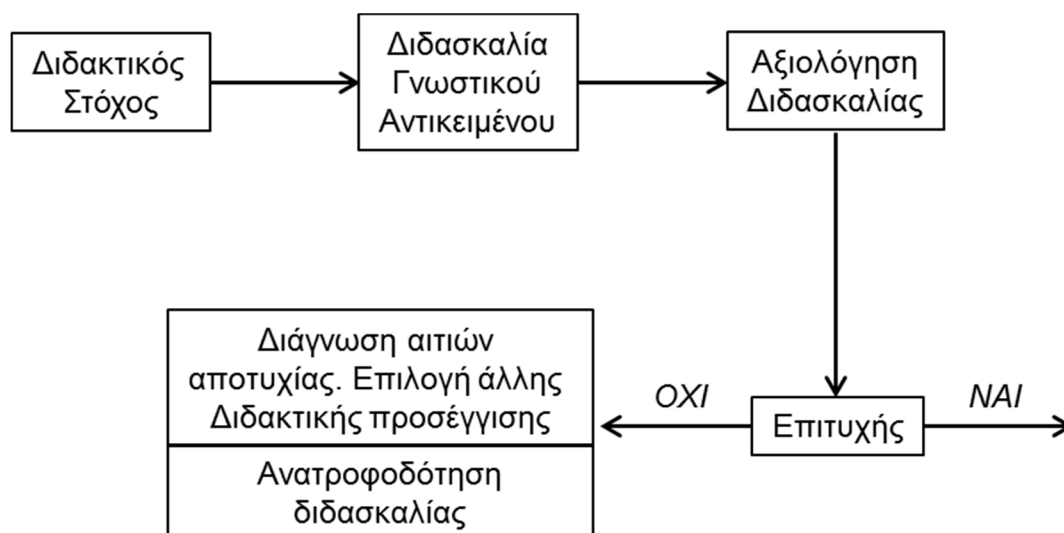 Διδακτικός
Στόχος
Διδασκαλία
Γνωστικού
Αντικειμένου
Αξιολόγηση
Διδασκαλίας
Διάγνωση αιτιών
αποτυχίας. Επιλογή άλλης
Διδακτικής προσέγγισης
Ανατροφοδότηση
διδασκαλίας
ΟΧΙ
Επιτυχής
ΝΑΙ